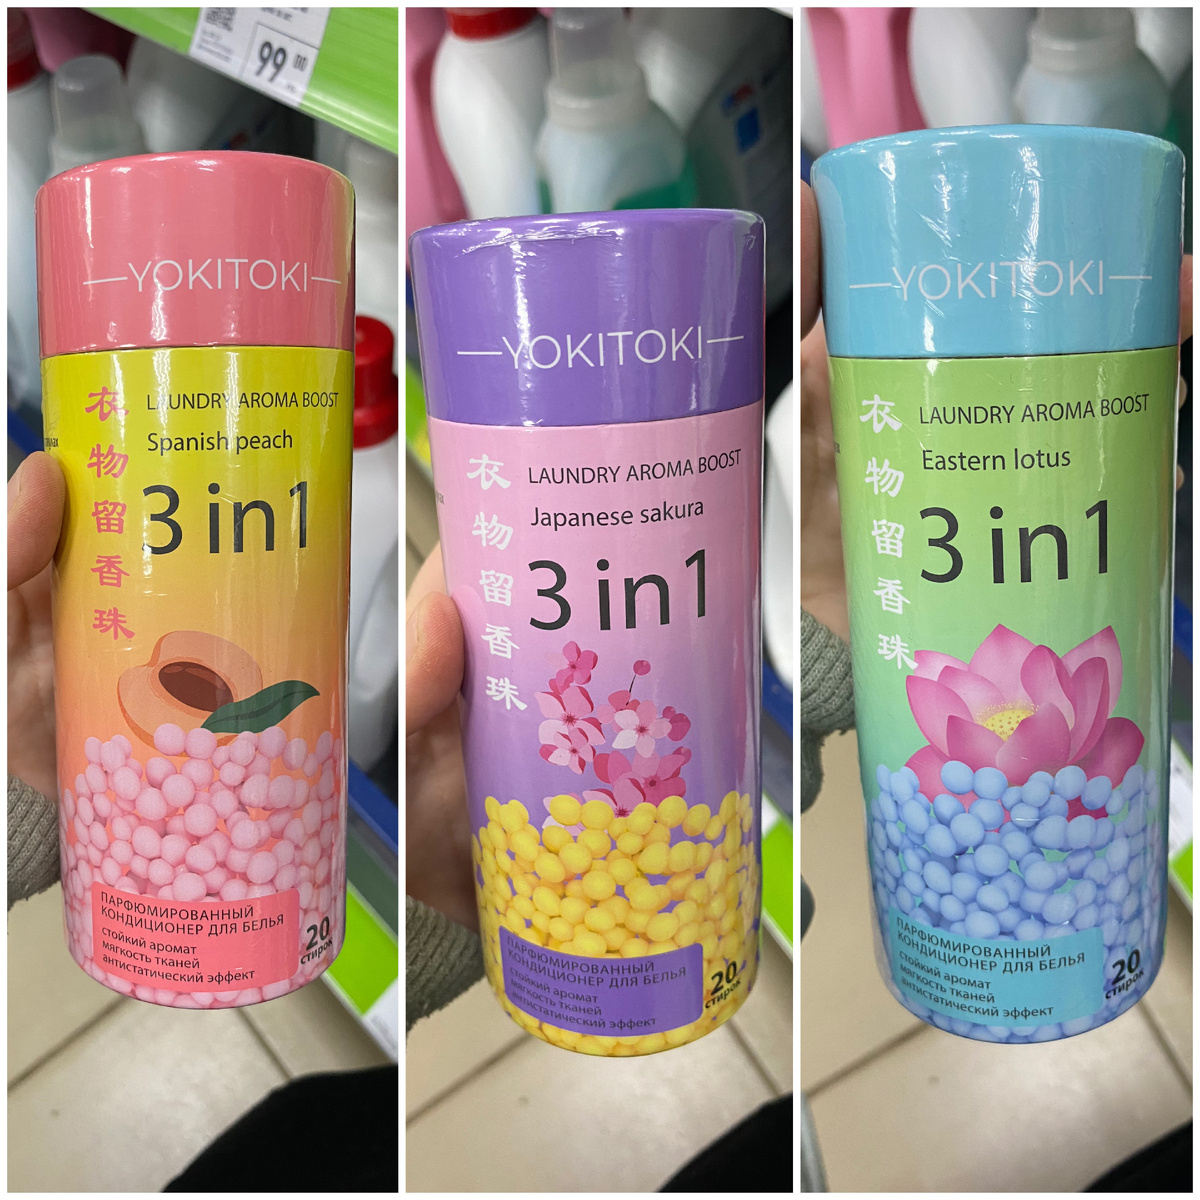 99
—YOKITOKI—
衣物留香珠
LAUNDRY AROMA BOOST
Spanish peach
3 in 1
ПАРФЮМИРОВАННЫЙ
КОНДИЦИОНЕР ДЛЯ БЕЛЬЯ
стойкий аромат
мягкость тканей
антистатический эффект
20
стирок
—YOKITOKI—
衣物留香珠
LAUNDRY AROMA BOOST
Japanese sakura
3 in 1
ПАРФЮМИРОВАННЫЙ
КОНДИЦИОНЕР ДЛЯ БЕЛЬЯ
стойкий аромат
мягкость тканей
антистатический эффект
20
стирок
—YOKITOKI—
衣物留香珠
LAUNDRY AROMA BOOST
Eastern lotus
3 in 1
ПАРФЮМИРОВАННЫЙ
КОНДИЦИОНЕР ДЛЯ БЕЛЬЯ
стойкий аромат
мягкость тканей
антистатический эффект
20
стирок